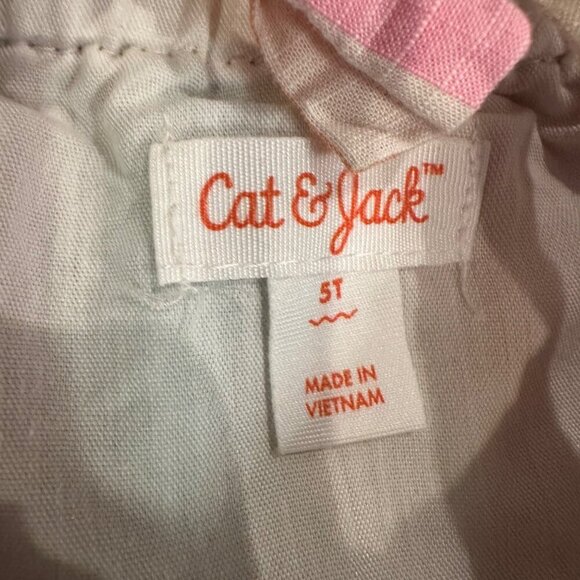 Cat & Jack™
5T
MADE IN
VIETNAM